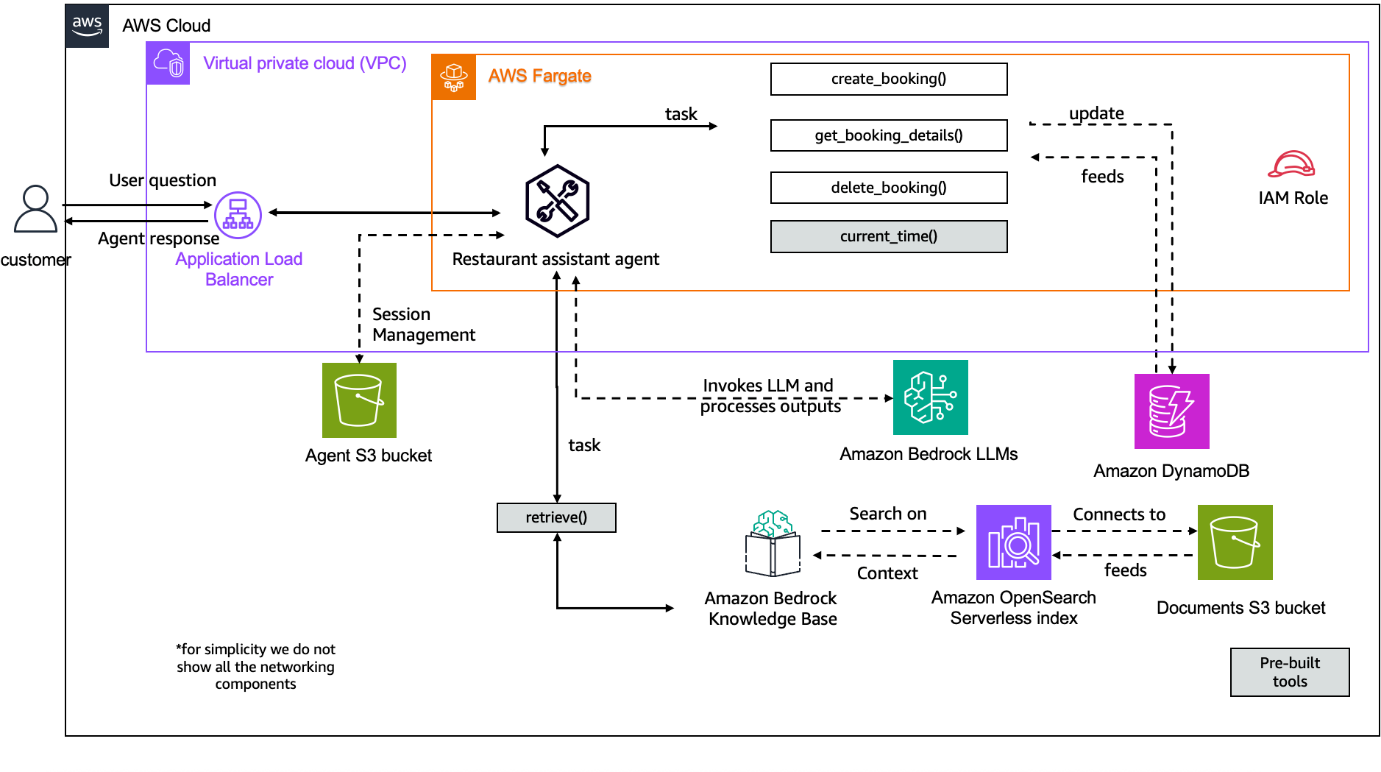 aws
AWS Cloud
Virtual private cloud (VPC)
AWS Fargate
create_booking()
task
update
get_booking_details()
feeds
delete_booking()
current_time()
IAM Role
User question
Agent response
customer
Application Load
Balancer
Restaurant assistant agent
Session
Management
Invokes LLM and
processes outputs
Agent S3 bucket
Amazon Bedrock LLMs
Amazon DynamoDB
task
retrieve()
Search on
Context
Connects to
feeds
Amazon Bedrock
Knowledge Base
Amazon OpenSearch
Serverless index
Documents S3 bucket
*for simplicity we do not
show all the networking
components
Pre-built
tools